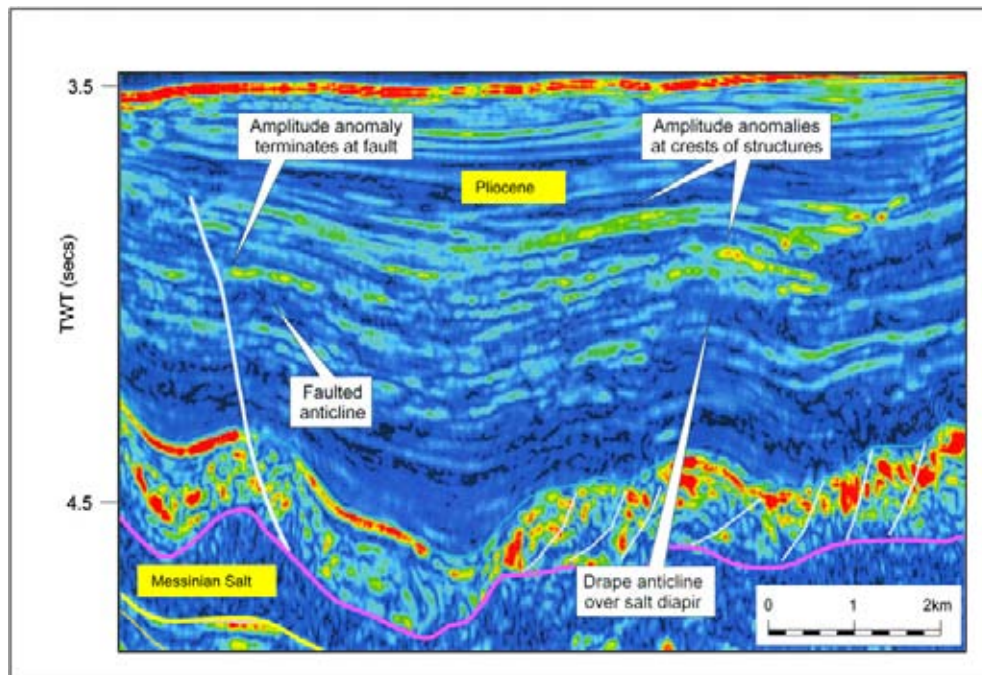 3.5
Amplitude anomaly
terminates at fault
Amplitude anomalies
at crests of structures
Pliocene
TWT (secs)
Faulted
anticline
4.5
Messinian Salt
Drape anticline
over salt diapir
0 1 2km